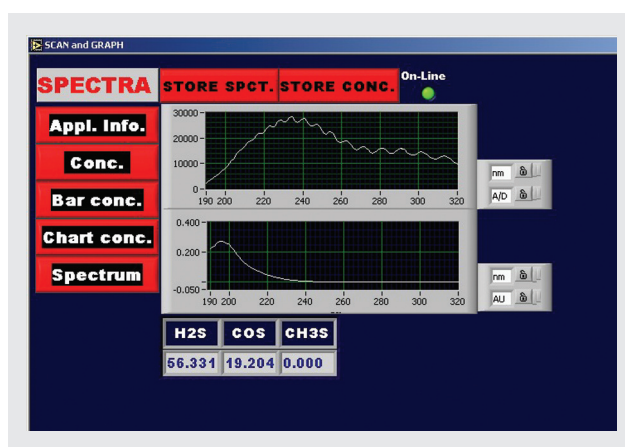 SCAN and GRAPH
SPECTRA STORE SPCT. STORE CONC. On-Line
Appl. Info.
Conc.
Bar conc.
Chart conc.
Spectrum
30000
20000
10000
0
190 200 220 240 260 280 300 320
nm
A/D
0.400
0.200
-0.050
190 200 220 240 260 280 300 320
nm
AU
H2S COS CH3S
56.331 19.204 0.000